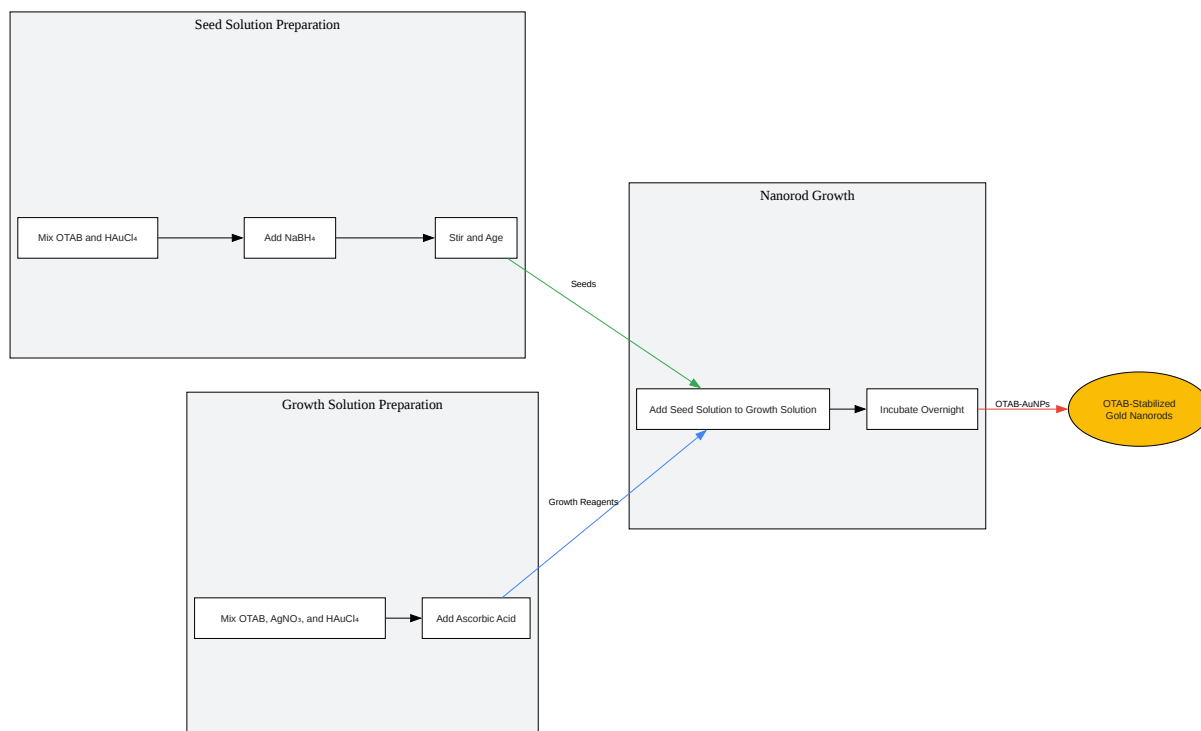 Seed Solution Preparation
Mix OTAB and HAuCl₄
Add NaBH₄
Stir and Age
Seeds
Growth Solution Preparation
Mix OTAB, AgNO₃, and HAuCl₄
Add Ascorbic Acid
Growth Reagents
Nanorod Growth
Add Seed Solution to Growth Solution
Incubate Overnight
OTAB-AuNPs
OTAB-Stabilized
Gold Nanorods